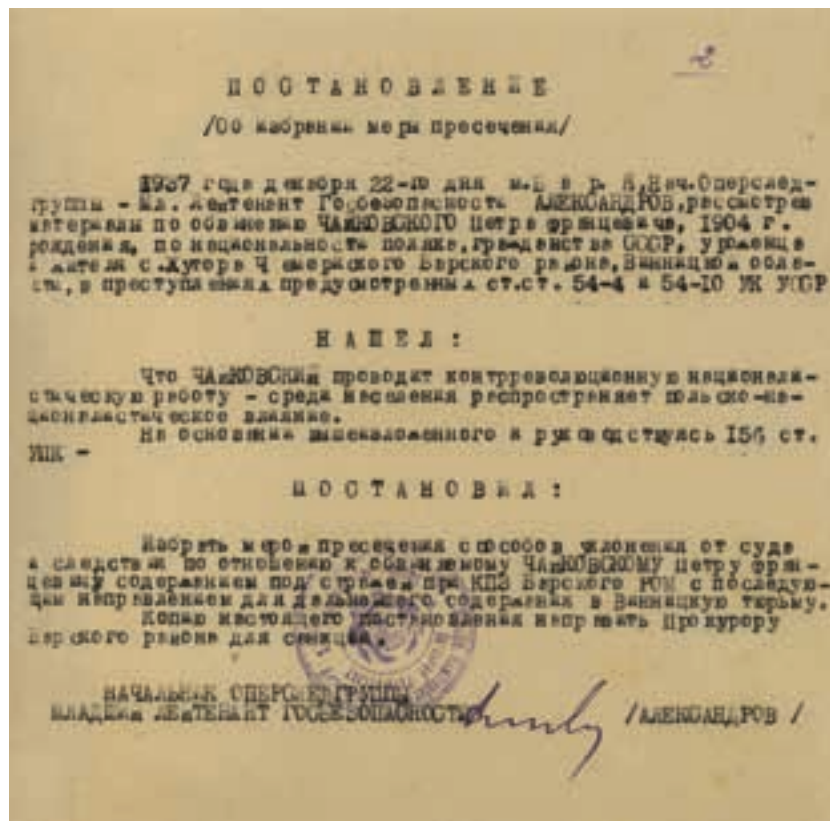 2
ПОСТАНОВЛЕНИЕ
/Об избрании меры пресечения/
1937 года декабря 22-го дня м.Б а р, Я, Нач.Оперслед-
группы - Мл. Лейтенант Госбезопасности АЛЕКСАНДРОВ, рассмотрев
материалы по обвинению ЧАЙКОВСКОГО Петра Францевича, 1904 г.
рождения, по национальности поляка, гражданства СССР, уроженца
и жителя с.Хутора Чемериского Барского района, Винницкой обла-
сти, в преступлениях предусмотренных ст.ст. 54-4 и 54-10 УК УССР
НАШЕЛ:
Что ЧАЙКОВСКИЙ проводит контрреволюционную национали-
стическую работу - среди населения распространяет польско-на-
ционалистическое влияние.
На основании вышеизложенного и руководствуясь 156 ст.
УПК -
ПОСТАНОВИЛ:
Избрать мерой пресечения способов уклонения от суда
и следствия по отношению к обвиняемому ЧАЙКОВСКОМУ Петру Фран-
цевичу содержанием под стражей при КПЗ Барского РОМ с последую-
щим направлением для дальнейшего содержания в Винницкую тюрьму.
Копию настоящего постановления направить Прокурору
Барского района для санкции.
НАЧАЛЬНИК ОПЕРСЛЕДГРУППЫ
МЛАДШИЙ ЛЕЙТЕНАНТ ГОСБЕЗОПАСНОСТИ /АЛЕКСАНДРОВ /